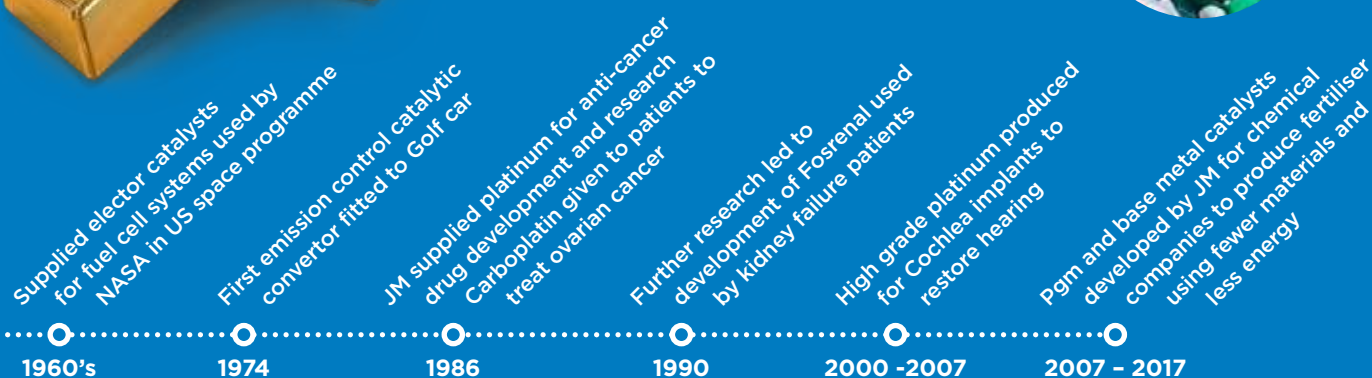 Supplied elector catalysts
for fuel cell systems used by
NASA in US space programme
1960's
First emission control catalytic
convertor fitted to Golf car
1974
JM supplied platinum for anti-cancer
drug development and research
Carboplatin given to patients to
treat ovarian cancer
1986
Further research led to
development of Fosrenal used
by kidney failure patients
1990
High grade platinum produced
for Cochlea implants to
restore hearing
2000 -2007
Pgm and base metal catalysts
developed by JM for chemical
companies to produce fertiliser
using fewer materials and
less energy
2007 – 2017